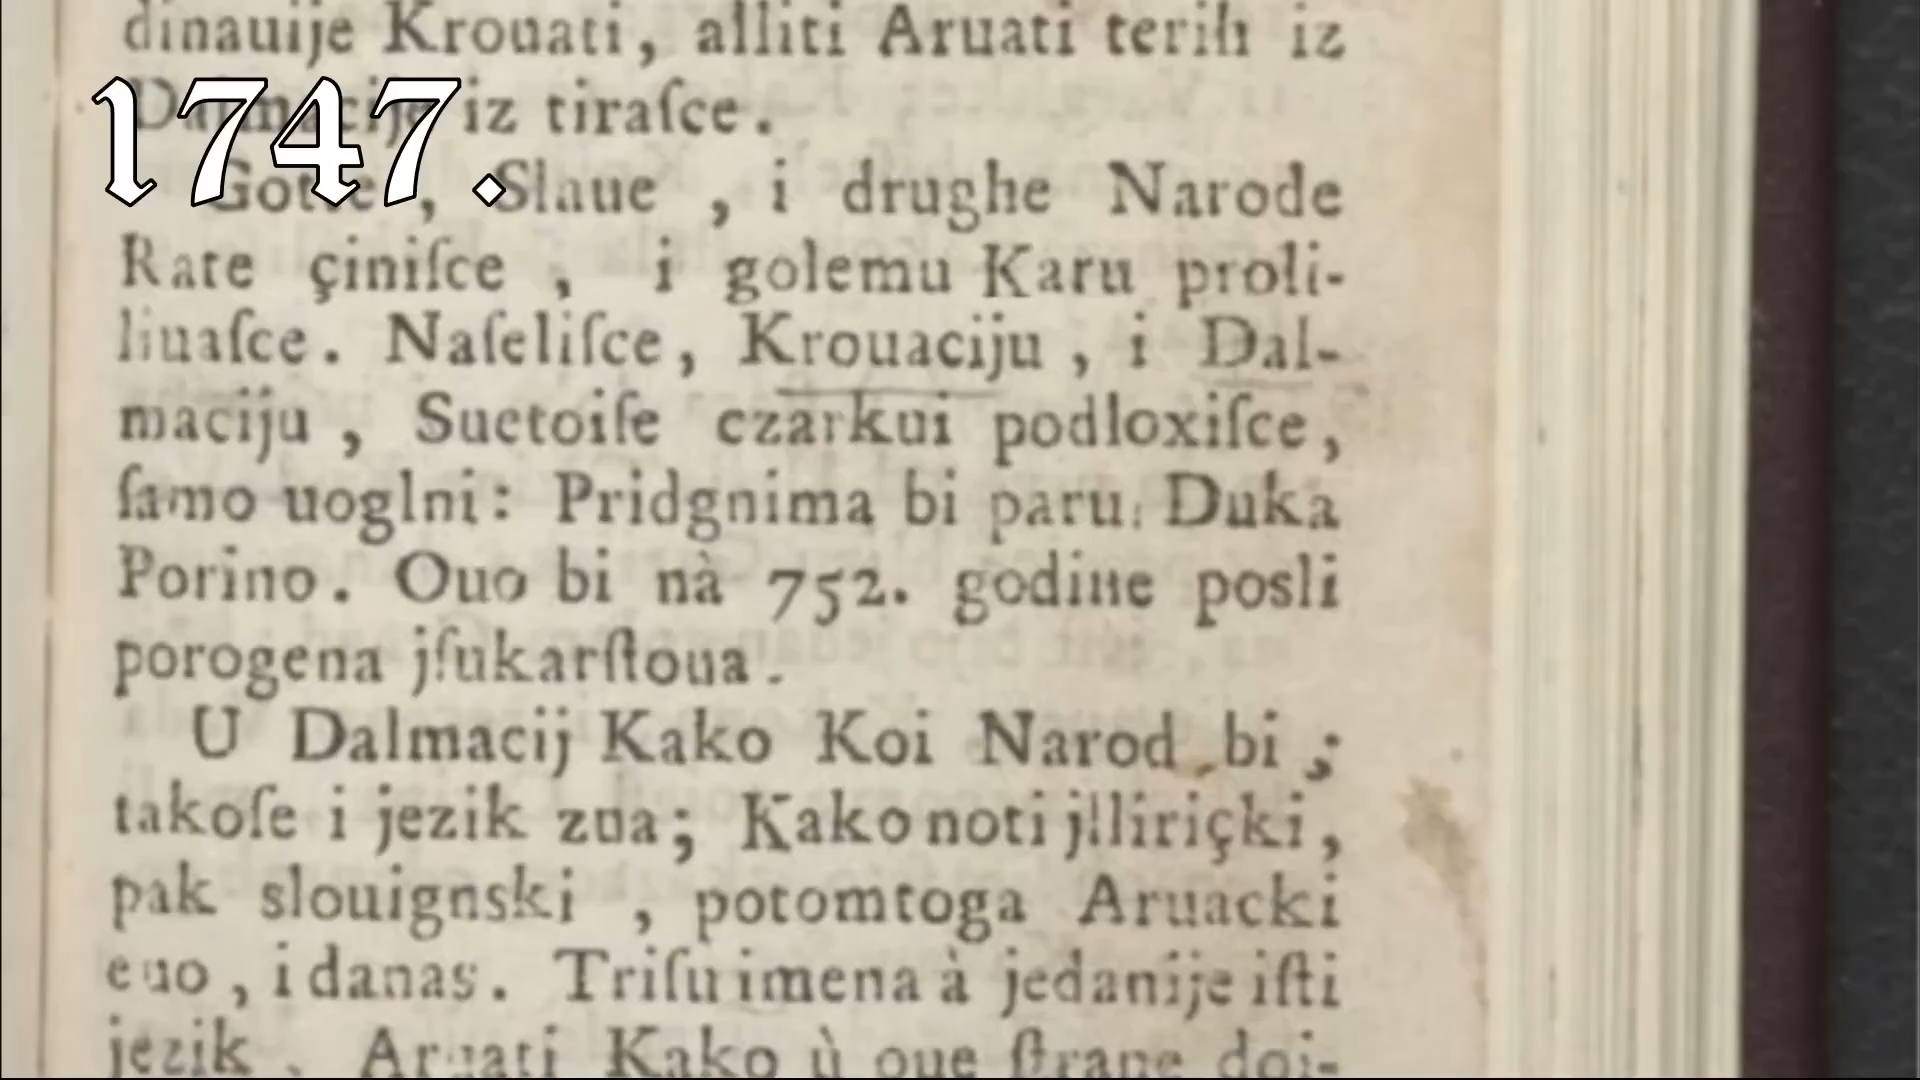 dinauije Krouati, alliti Aruati terih iz
1747.
Dalmacije iz tiraſce.
Gotte, Slaue, i drughe Narode
Rate çiniſce, i golemu Karu proli-
liuaſce. Naſeliſce, Krouaciju, i Dal-
maciju, Suetoiſe czarkui podloxiſce,
ſamo uoglni: Pridgnima bi paru. Duka
Porino. Ouo bi nà 752. godine posli
porogena jſukarſtoua.
U Dalmacij Kako Koi Narod bi;
takoſe i jezik zua; Kako noti jlliriçki,
pak slouignski, potomtoga Aruacki
euo, i danas. Triſu imena à jedanije iſti
jezik. Aruati Kako ù oue ſtrane doi-